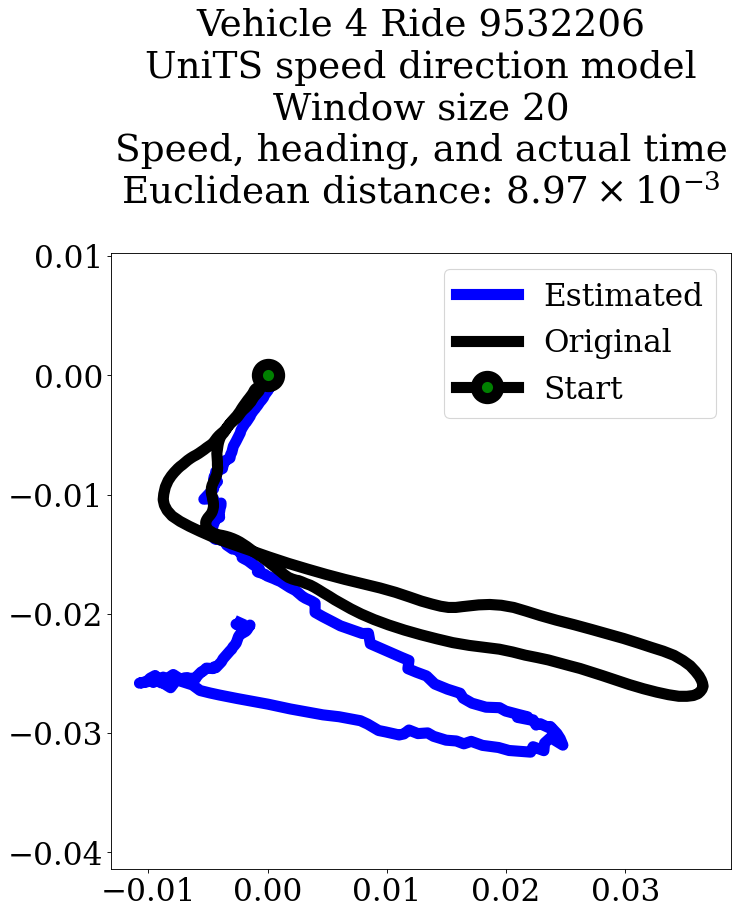 Vehicle 4 Ride 9532206
UniTS speed direction model
Window size 20
Speed, heading, and actual time
Euclidean distance: 8.97 × 10⁻³
0.01
Estimated
Original
Start
0.00
−0.01
−0.02
−0.03
−0.04
−0.01 0.00 0.01 0.02 0.03